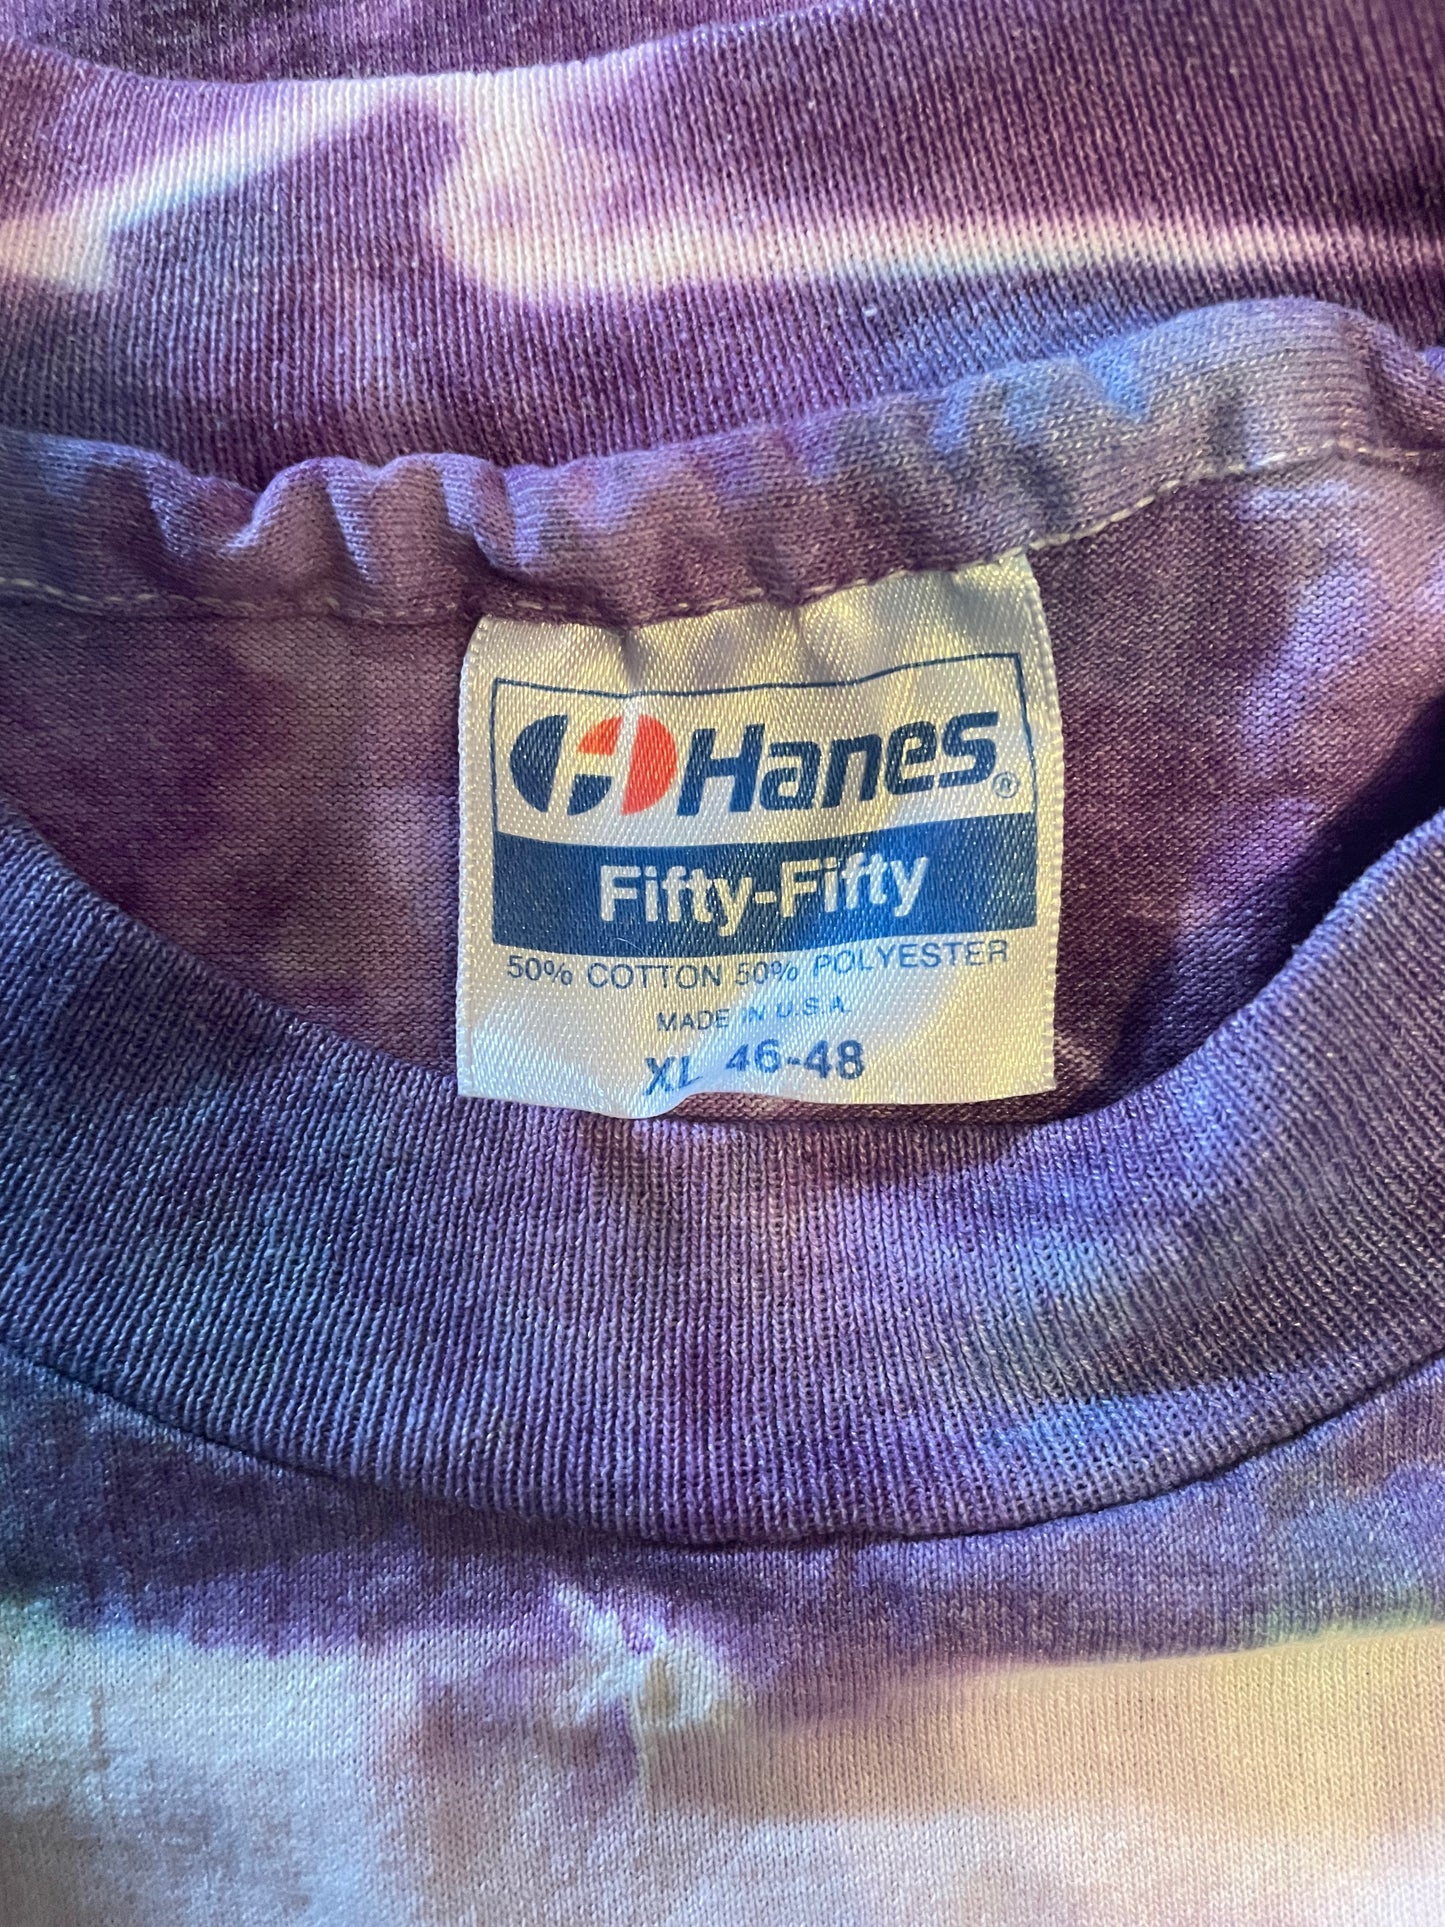 Hanes®
Fifty-Fifty
50% COTTON 50% POLYESTER
MADE IN U.S.A.
XL 46-48